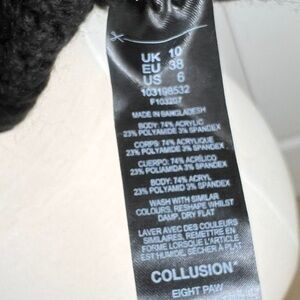 UK 10
EU 38
US 6
103198532
F103207
MADE IN BANGLADESH
BODY: 74% ACRYLIC
23% POLYAMIDE 3% SPANDEX
CORPS: 74% ACRYLIQUE
23% POLYAMIDE 3% SPANDEX
CUERPO: 74% ACRÍLICO
23% POLIAMIDA 3% SPANDEX
BODY: 74% ACRYL
23% POLYAMID 3% SPANDEX
WASH WITH SIMILAR
COLOURS, RESHAPE WHILST
DAMP, DRY FLAT
LAVER AVEC DES COULEURS
SIMILAIRES, REMETTRE EN
FORME LORSQUE L'ARTICLE
EST HUMIDE, SÉCHER À PLAT
COLLUSION
EIGHT PAW